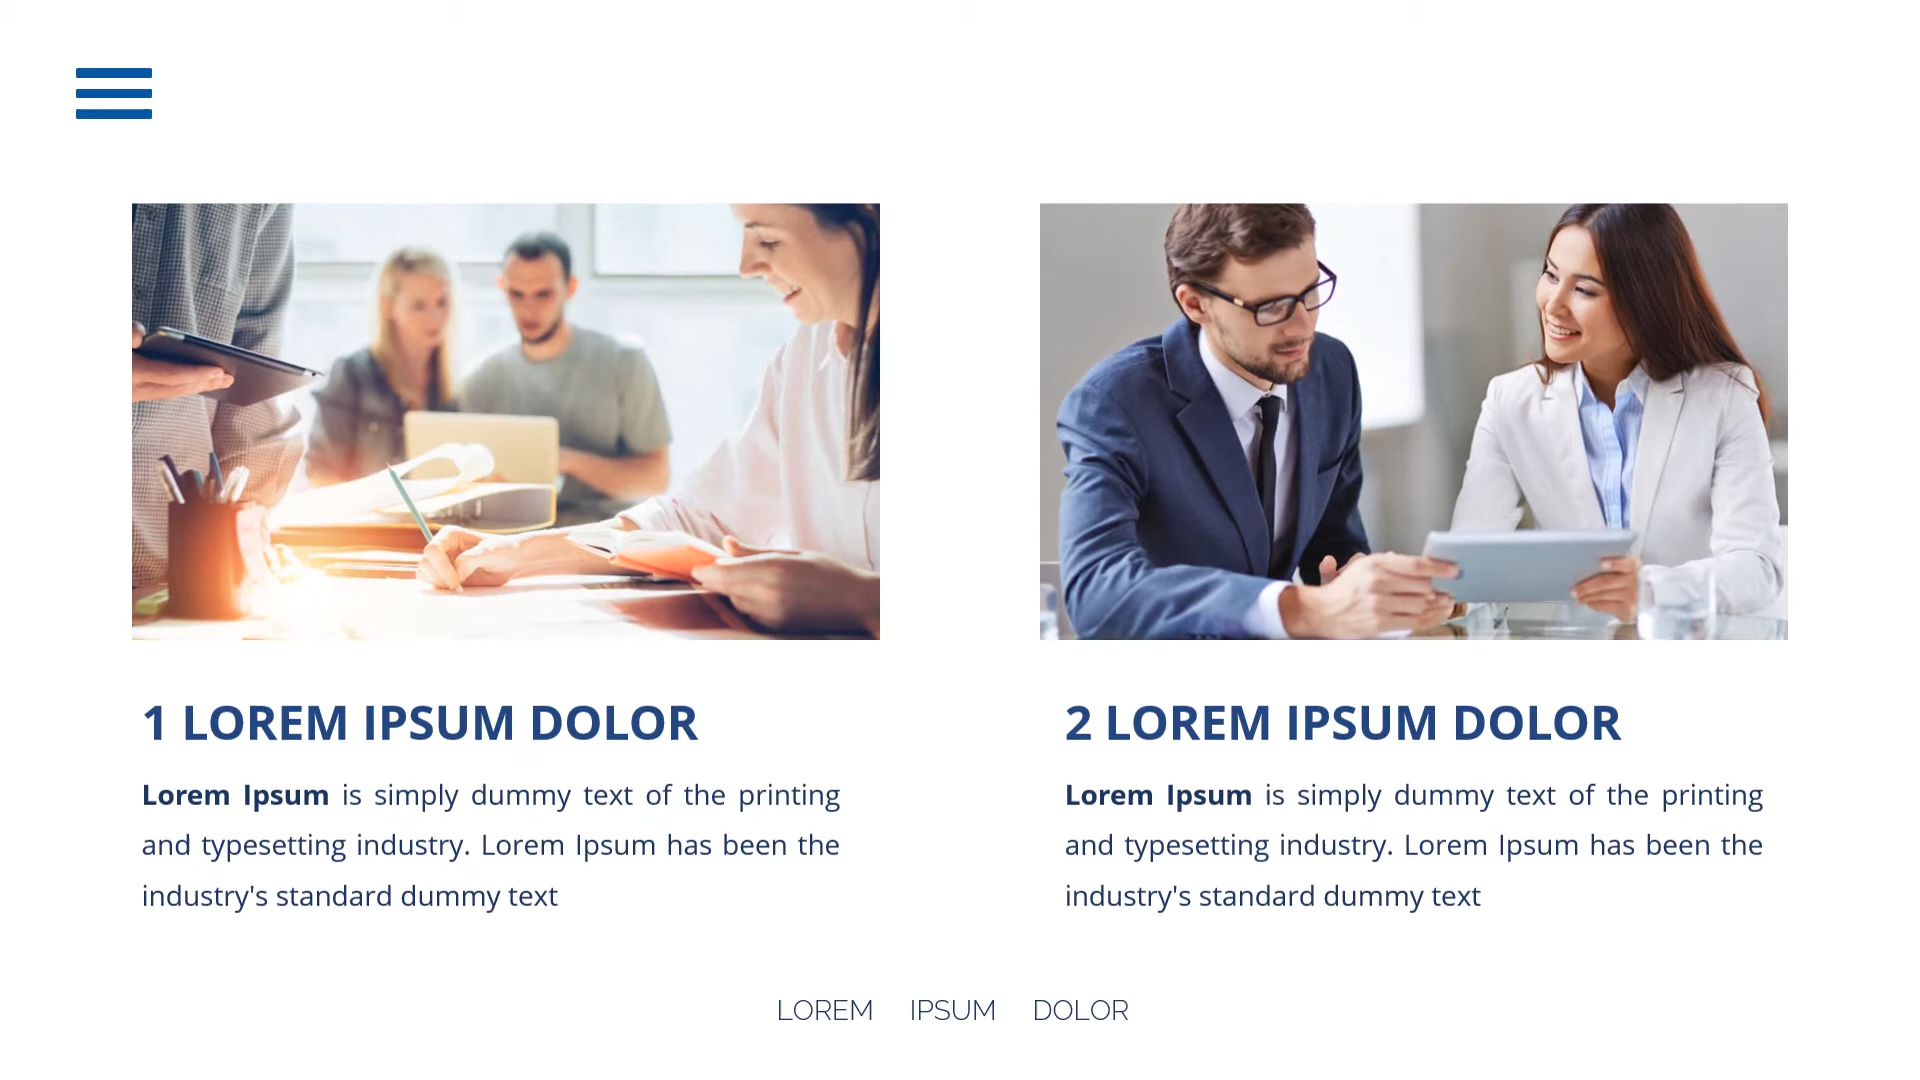 1 LOREM IPSUM DOLOR
Lorem Ipsum is simply dummy text of the printing
and typesetting industry. Lorem Ipsum has been the
industry's standard dummy text
2 LOREM IPSUM DOLOR
Lorem Ipsum is simply dummy text of the printing
and typesetting industry. Lorem Ipsum has been the
industry's standard dummy text
LOREM IPSUM DOLOR